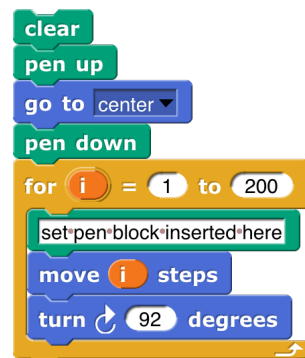 clear
pen up
go to center
pen down
for i = 1 to 200
set pen block inserted here
move i steps
turn 92 degrees